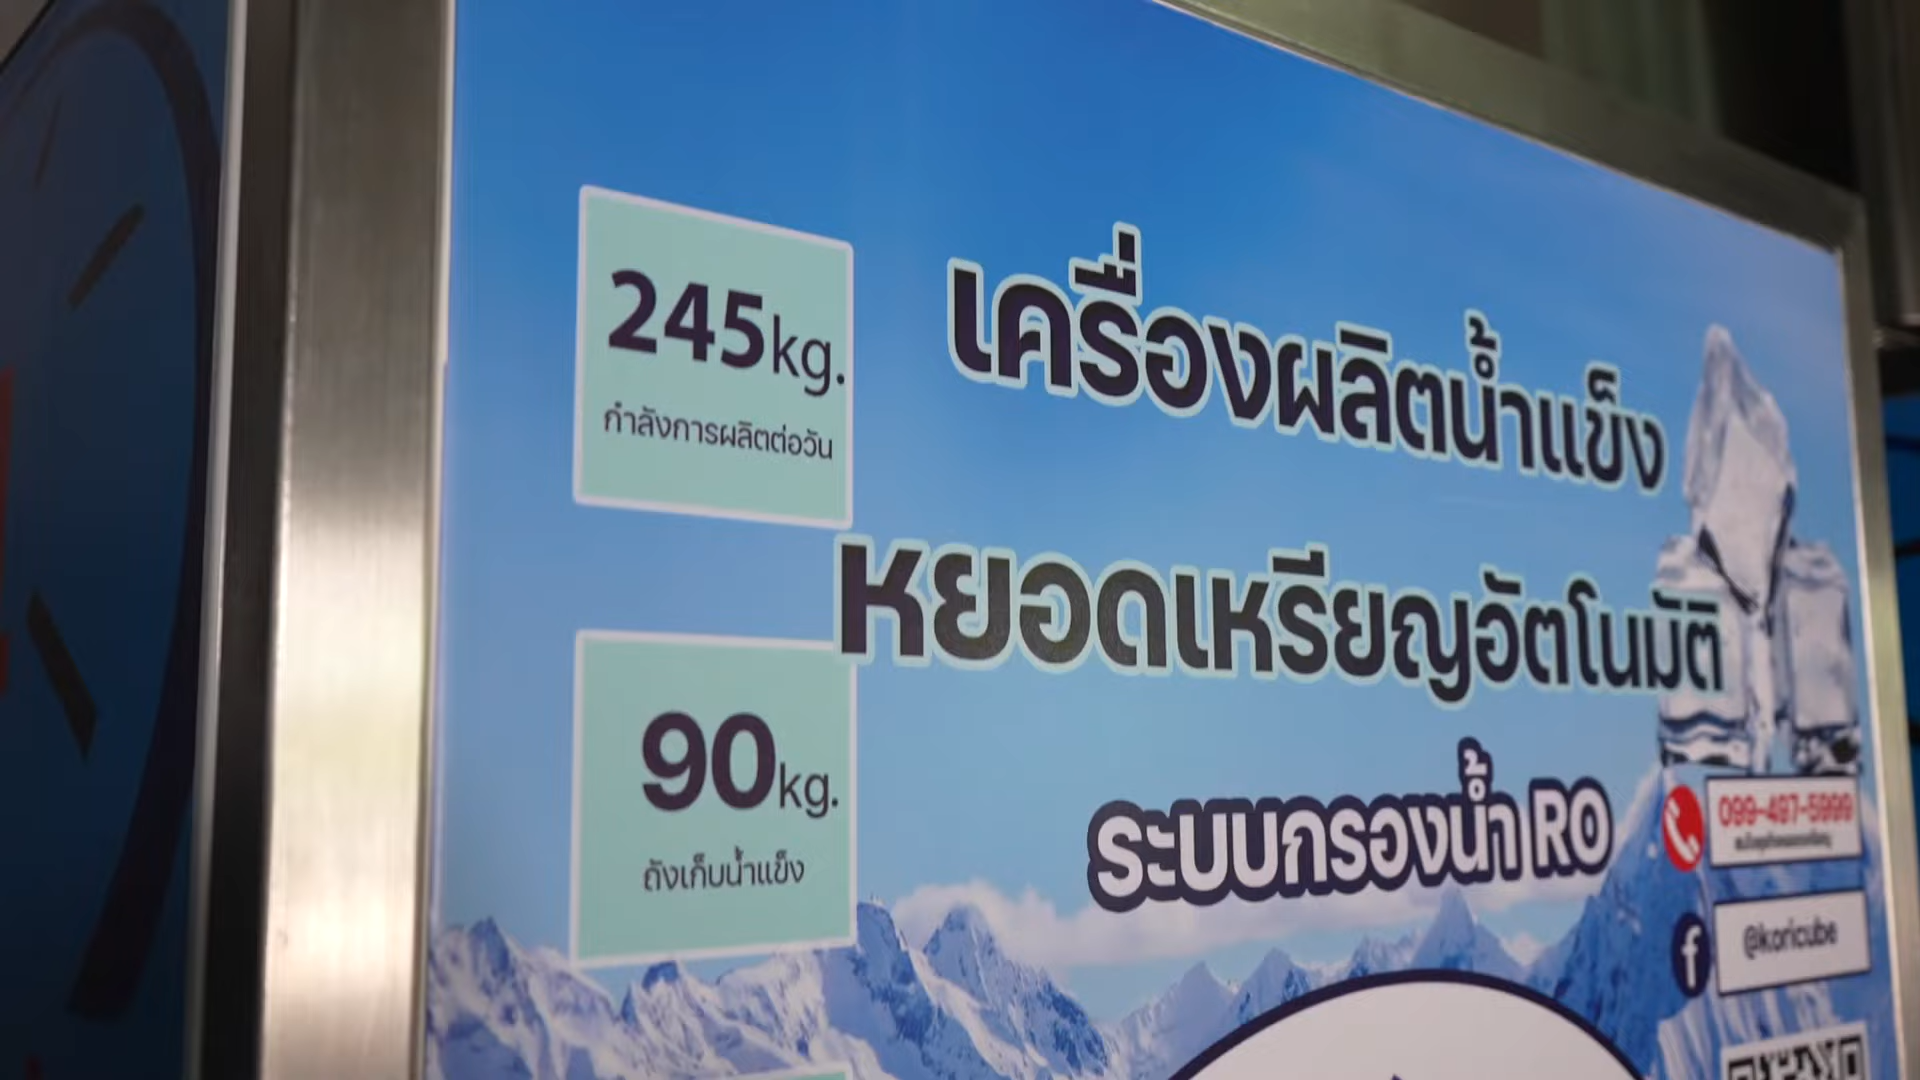 245kg.
กำลังการผลิตต่อวัน
90kg.
ถังเก็บน้ำแข็ง
เครื่องผลิตน้ำแข็ง
หยอดเหรียญอัตโนมัติ
ระบบกรองน้ำ RO
099-497-5999
@koricube